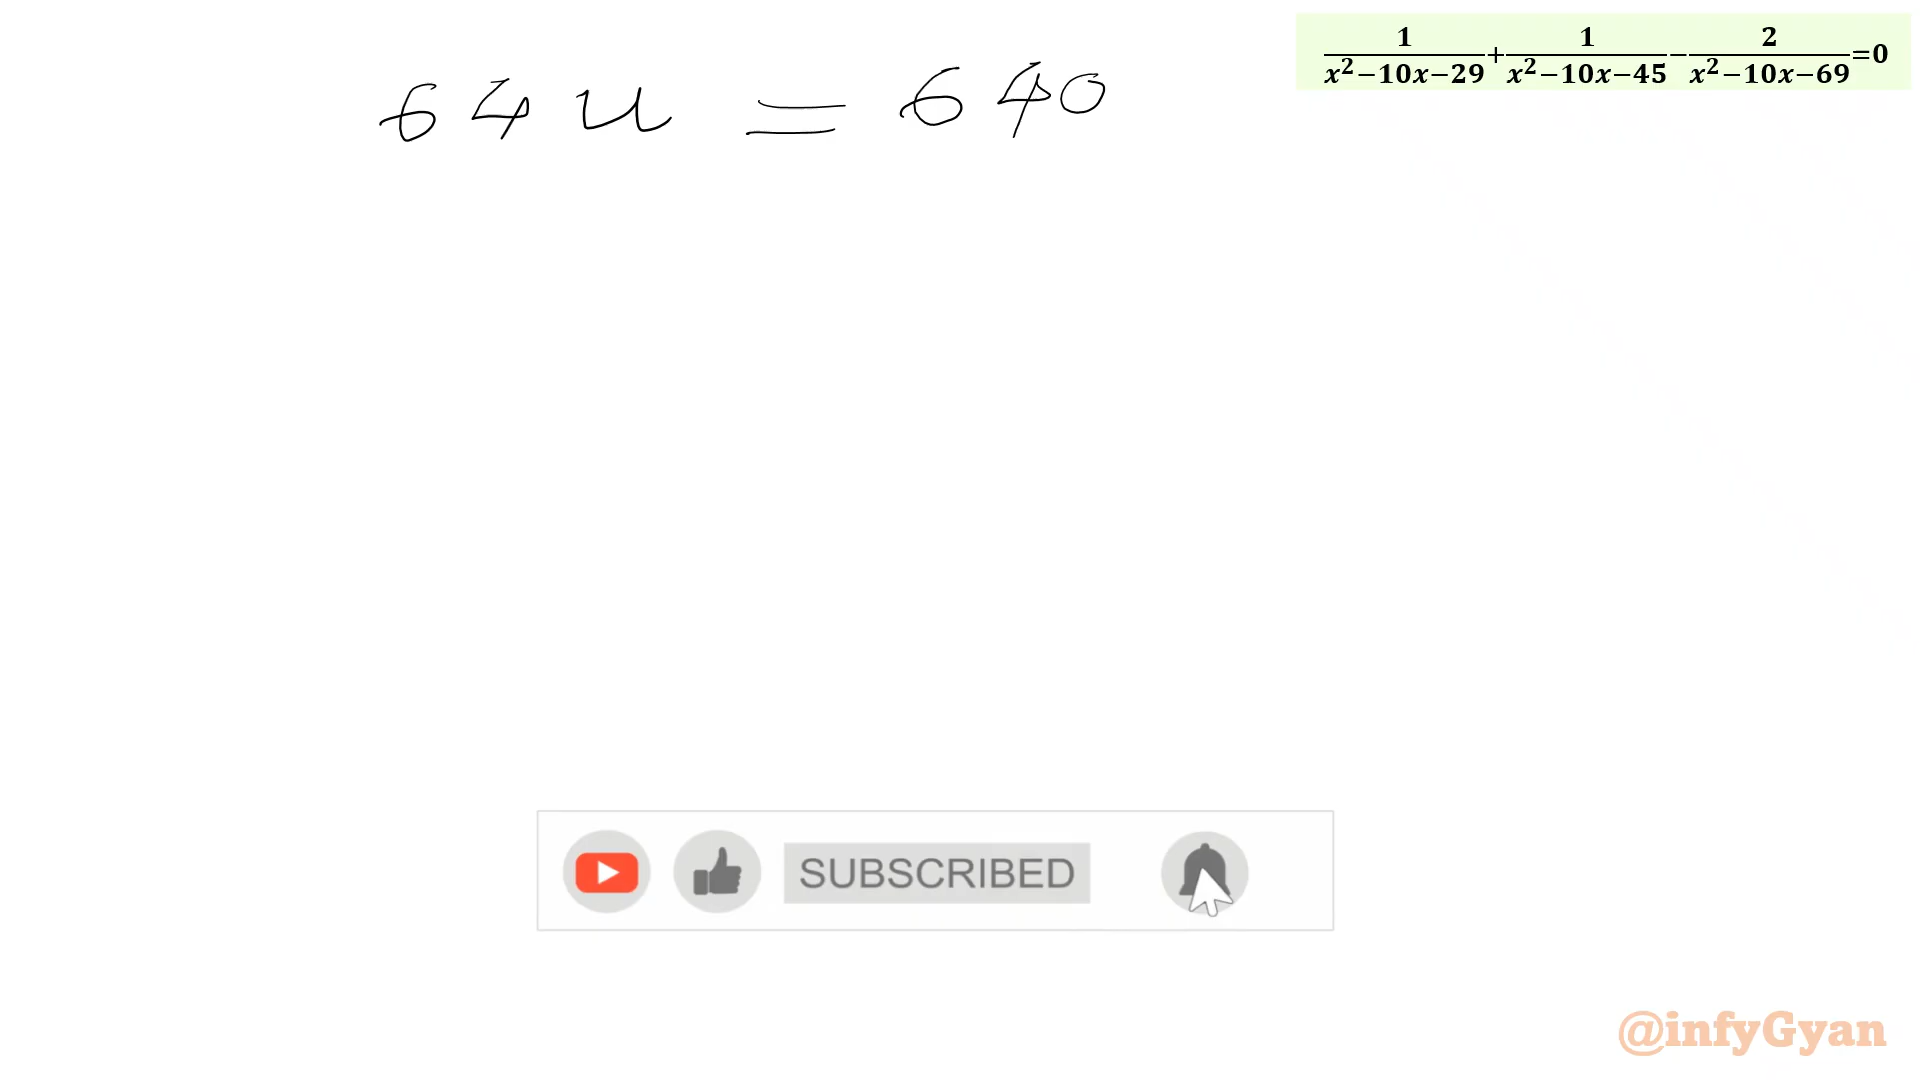 64u = 640
1/(x²−10x−29) + 1/(x²−10x−45) − 2/(x²−10x−69) =0
SUBSCRIBED
@infyGyan